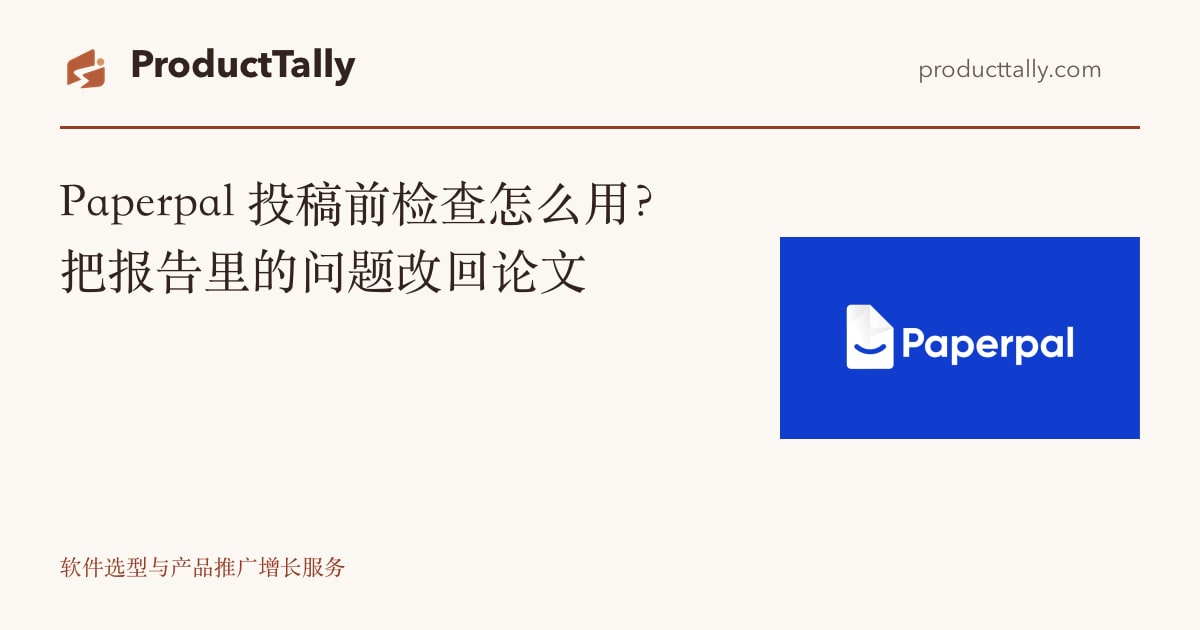 ProductTally
producttally.com
Paperpal 投稿前检查怎么用?
把报告里的问题改回论文
Paperpal
软件选型与产品推广增长服务